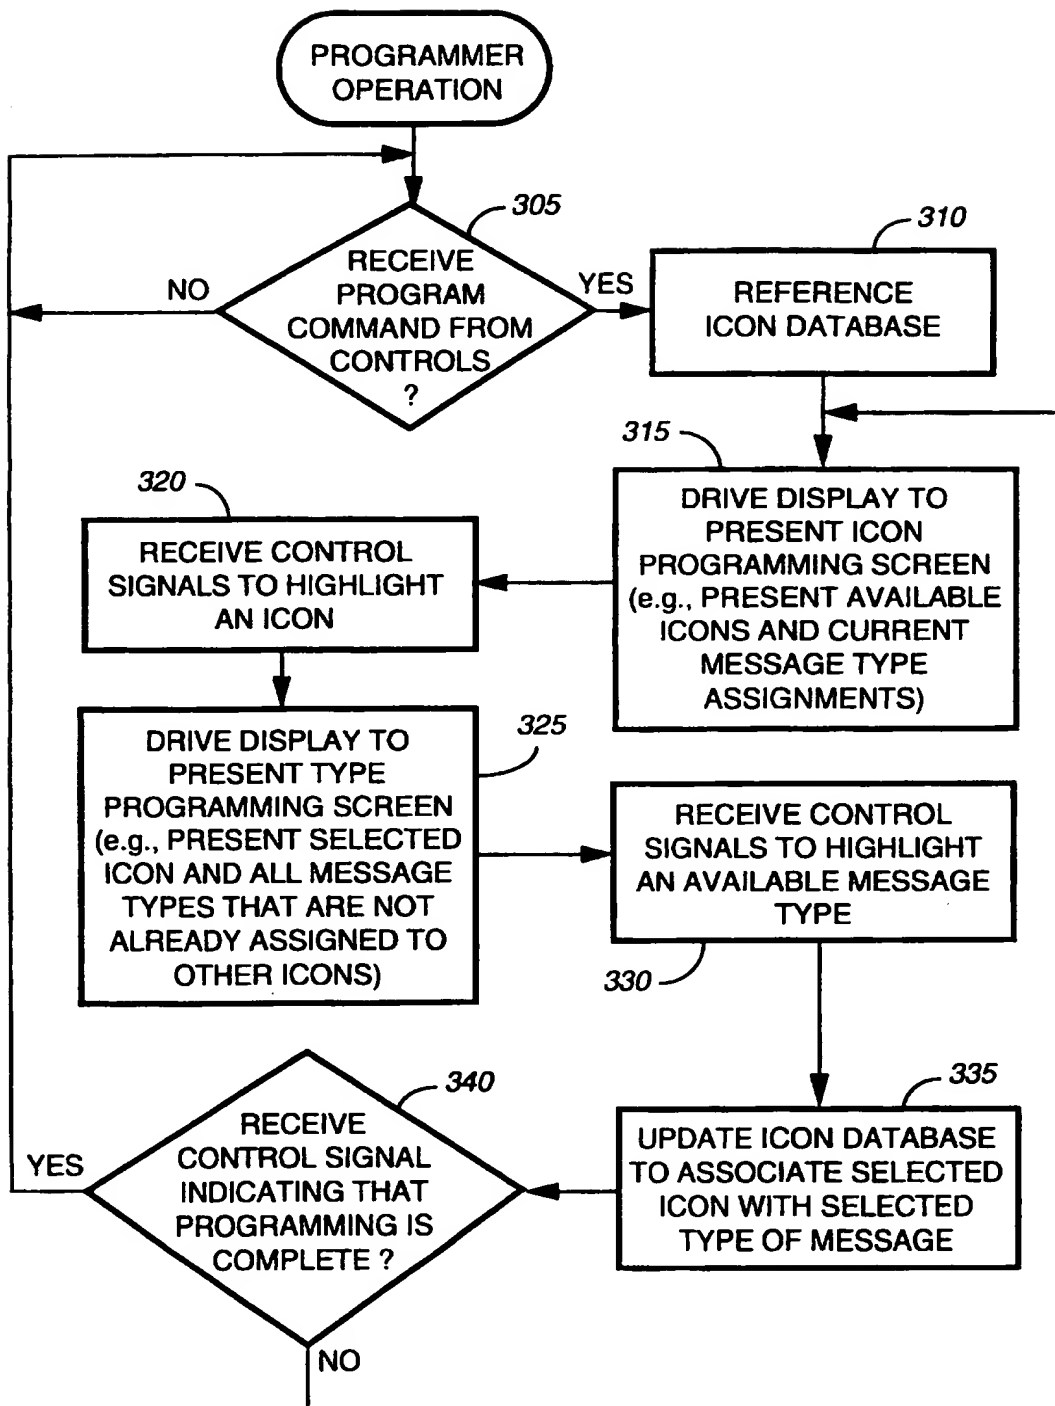 PROGRAMMER
OPERATION
305
RECEIVE
PROGRAM
COMMAND FROM
CONTROLS
?
NO
YES
310
REFERENCE
ICON DATABASE
315
DRIVE DISPLAY TO
PRESENT ICON
PROGRAMMING SCREEN
(e.g., PRESENT AVAILABLE
ICONS AND CURRENT
MESSAGE TYPE
ASSIGNMENTS)
320
RECEIVE CONTROL
SIGNALS TO HIGHLIGHT
AN ICON
325
DRIVE DISPLAY TO
PRESENT TYPE
PROGRAMMING SCREEN
(e.g., PRESENT SELECTED
ICON AND ALL MESSAGE
TYPES THAT ARE NOT
ALREADY ASSIGNED TO
OTHER ICONS)
RECEIVE CONTROL
SIGNALS TO HIGHLIGHT
AN AVAILABLE MESSAGE
TYPE
330
335
UPDATE ICON DATABASE
TO ASSOCIATE SELECTED
ICON WITH SELECTED
TYPE OF MESSAGE
340
RECEIVE
CONTROL SIGNAL
INDICATING THAT
PROGRAMMING IS
COMPLETE ?
YES
NO